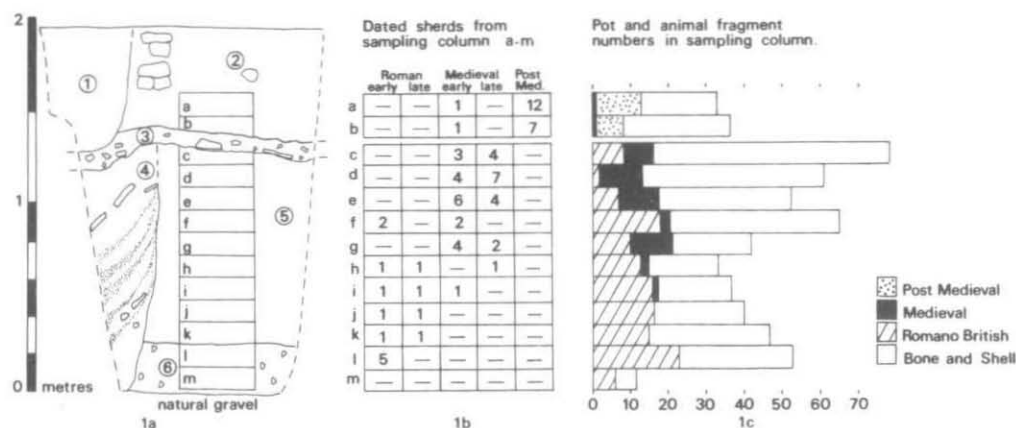 2
1
0
metres
①
②
③
④
⑤
⑥
a
b
c
d
e
f
g
h
i
j
k
l
m
natural gravel
1a
Dated sherds from
sampling column a-m
Roman Medieval Post
early late early late Med.
a — — 1 — 12
b — — 1 — 7
c — — 3 4 —
d — — 4 7 —
e — — 6 4 —
f 2 — 2 — —
g — — 4 2 —
h 1 1 — 1 —
i 1 1 1 — —
j 1 1 — — —
k 1 1 — — —
l 5 — — — —
m — — — — —
1b
Pot and animal fragment
numbers in sampling column.
Post Medieval
Medieval
Romano British
Bone and Shell
0 10 20 30 40 50 60 70
1c